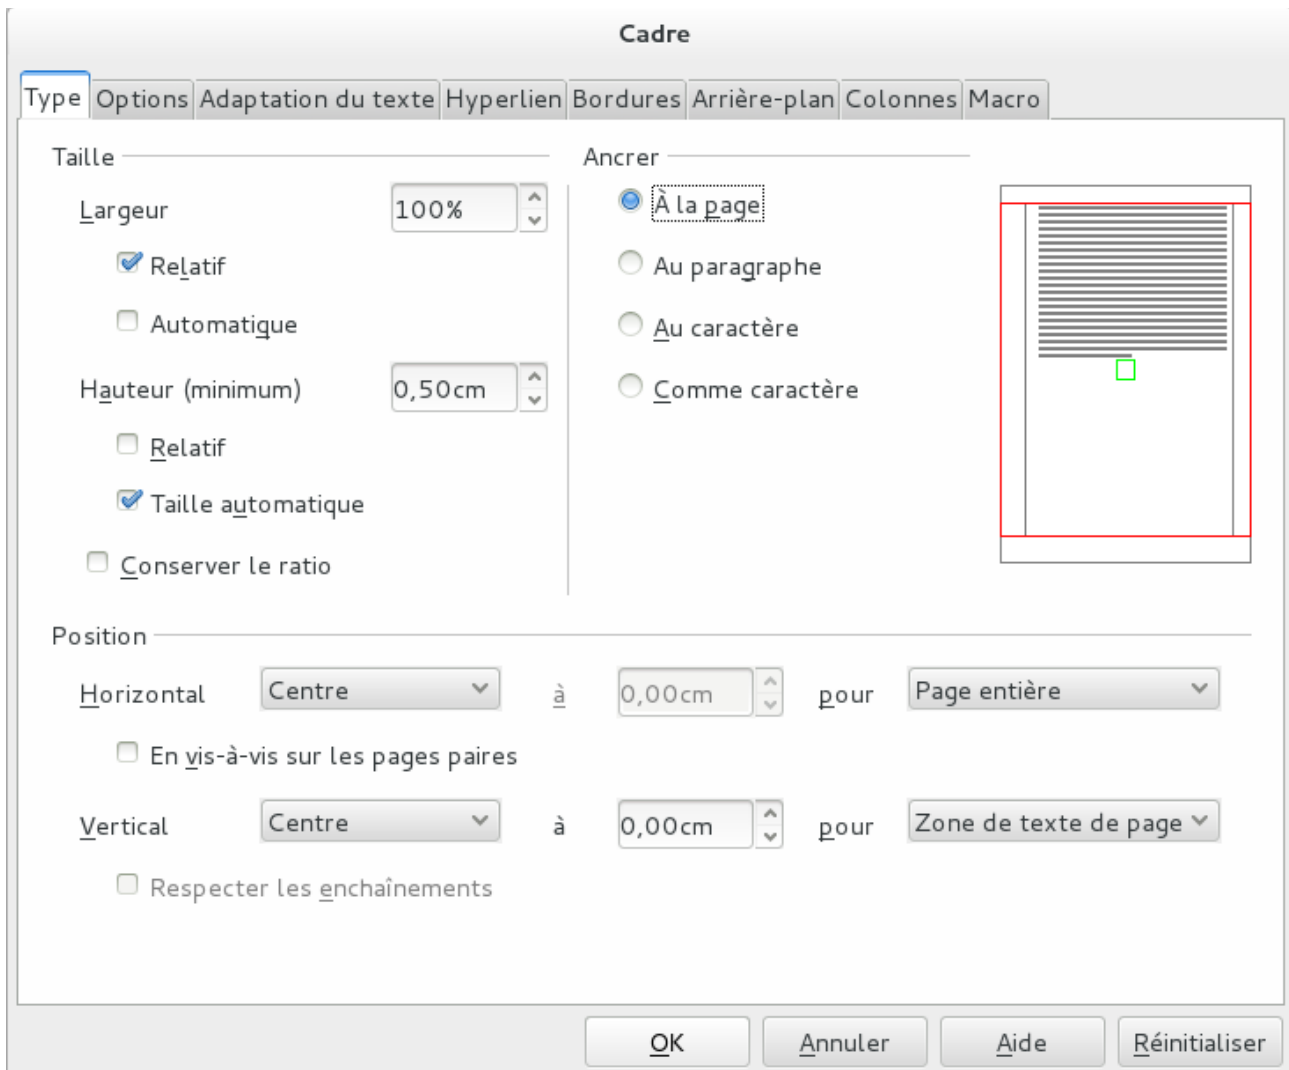 Cadre
Type Options Adaptation du texte Hyperlien Bordures Arrière-plan Colonnes Macro
Taille
Largeur 100%
Relatif
Automatique
Hauteur (minimum) 0,50cm
Relatif
Taille automatique
Conserver le ratio
Ancrer
À la page
Au paragraphe
Au caractère
Comme caractère
Position
Horizontal Centre à 0,00cm pour Page entière
En vis-à-vis sur les pages paires
Vertical Centre à 0,00cm pour Zone de texte de page
Respecter les enchaînements
OK Annuler Aide Réinitialiser